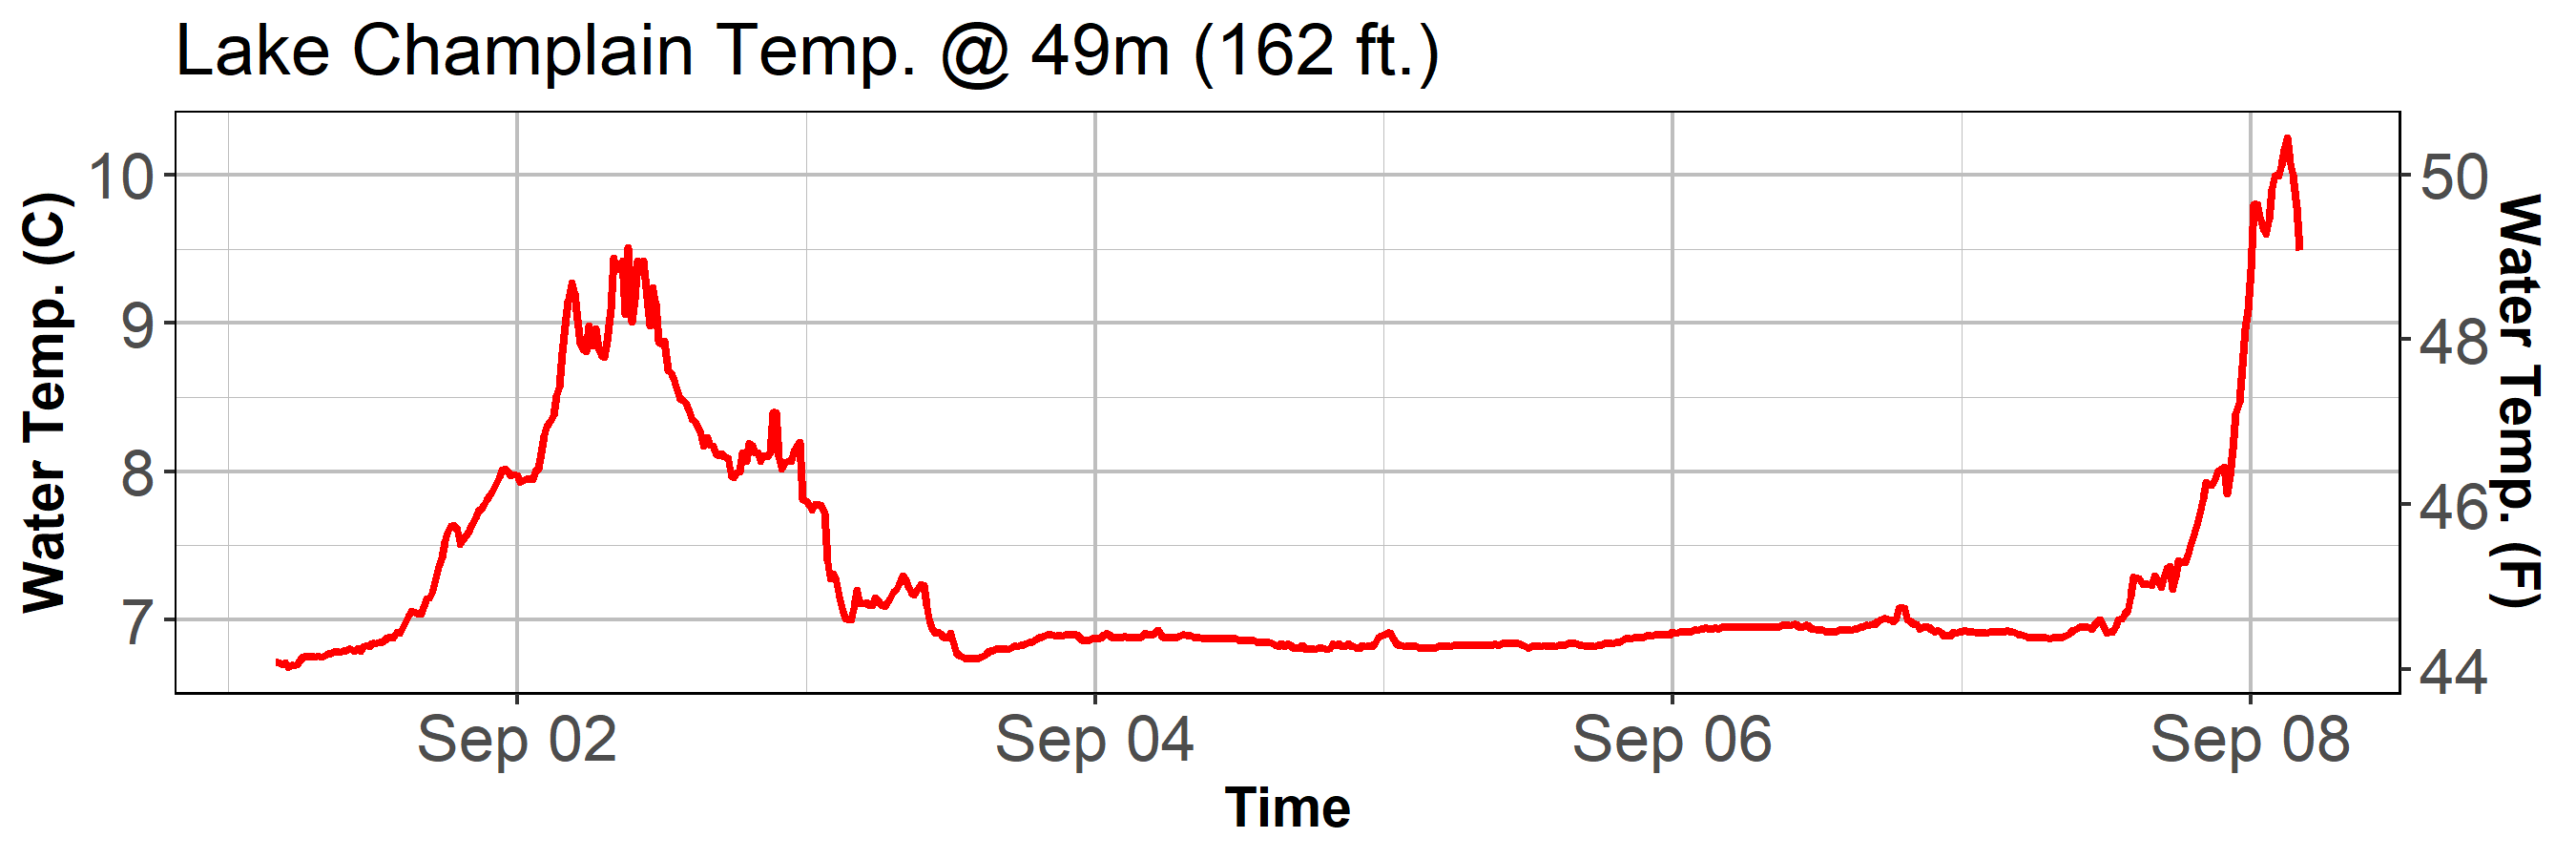 Lake Champlain Temp. @ 49m (162 ft.)
Water Temp. (C)
10
9
8
7
50
48
46
44
Water Temp. (F)
Sep 02
Sep 04
Sep 06
Sep 08
Time